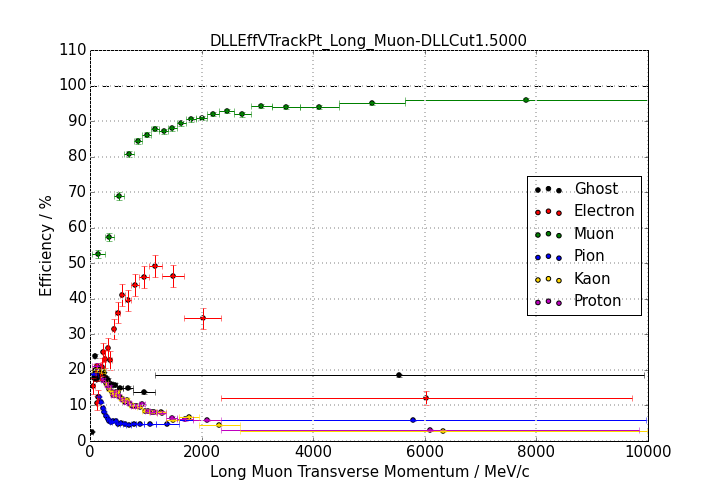 DLLEffVTrackPt_Long_Muon-DLLCut1.5000
110
100
90
80
70
60
50
40
30
20
10
0
Efficiency / %
Ghost
Electron
Muon
Pion
Kaon
Proton
0 2000 4000 6000 8000 10000
Long Muon Transverse Momentum / MeV/c